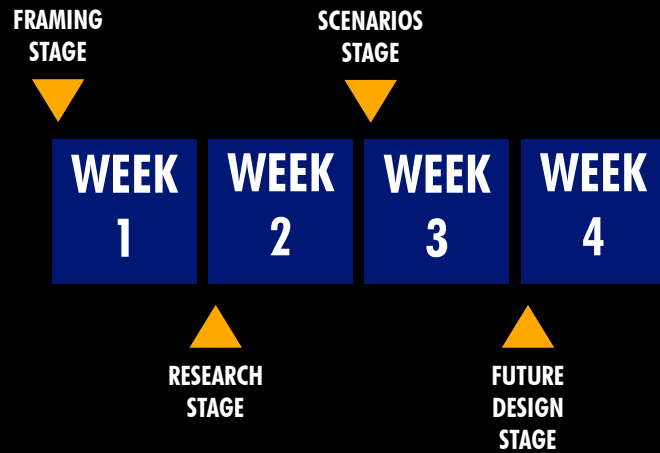 FRAMING
STAGE
SCENARIOS
STAGE
WEEK
1
WEEK
2
WEEK
3
WEEK
4
RESEARCH
STAGE
FUTURE
DESIGN
STAGE